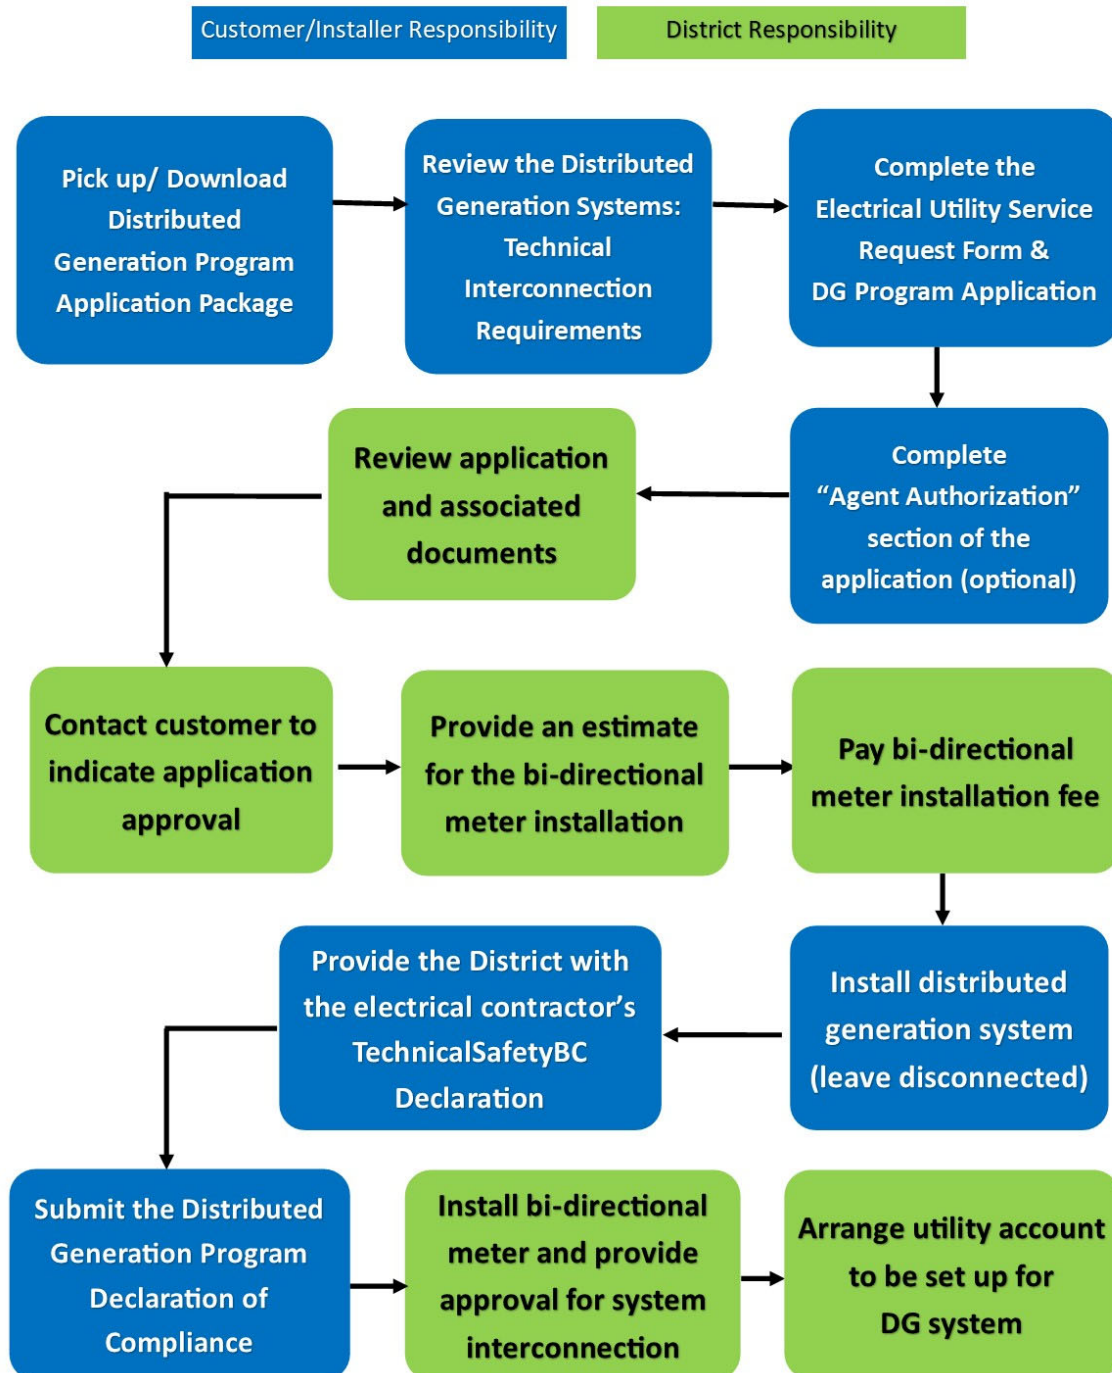 Customer/Installer Responsibility
District Responsibility
Pick up/ Download
Distributed
Generation Program
Application Package
Review the Distributed
Generation Systems:
Technical
Interconnection
Requirements
Complete the
Electrical Utility Service
Request Form &
DG Program Application
Complete
“Agent Authorization”
section of the
application (optional)
Review application
and associated
documents
Contact customer to
indicate application
approval
Provide an estimate
for the bi-directional
meter installation
Pay bi-directional
meter installation fee
Install distributed
generation system
(leave disconnected)
Provide the District with
the electrical contractor’s
TechnicalSafetyBC
Declaration
Submit the Distributed
Generation Program
Declaration of
Compliance
Install bi-directional
meter and provide
approval for system
interconnection
Arrange utility account
to be set up for
DG system